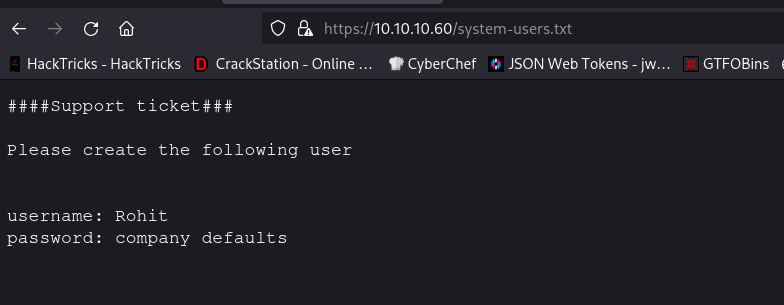 https://10.10.10.60/system-users.txt
HackTricks - HackTricks
CrackStation - Online ...
CyberChef
JSON Web Tokens - jw...
GTFOBins
####Support ticket###
Please create the following user
username: Rohit
password: company defaults